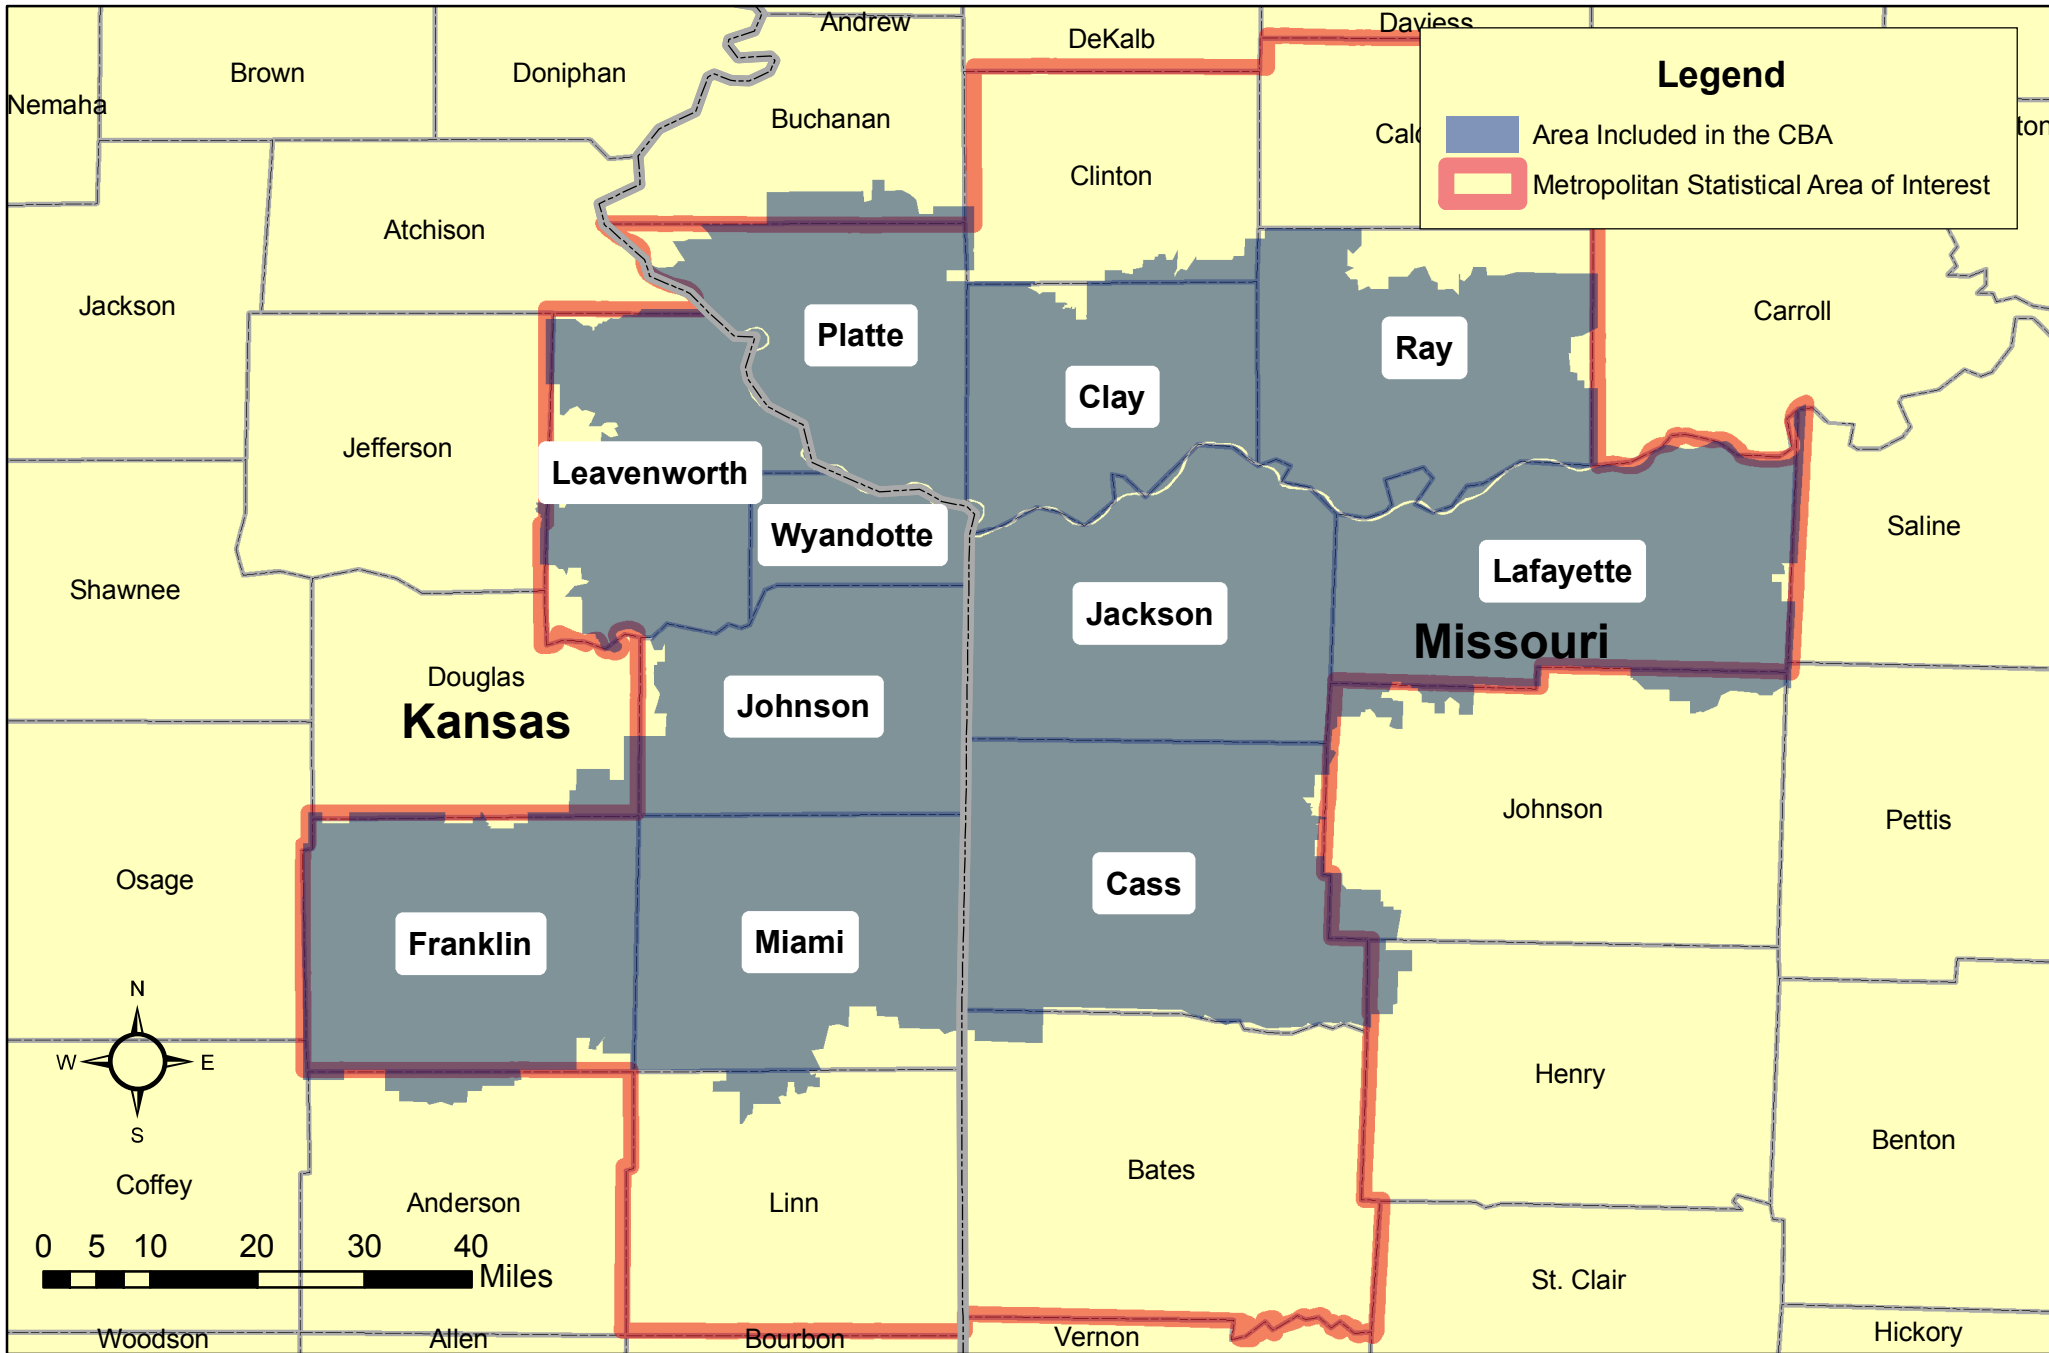 Andrew
DeKalb
Daviess
Brown
Doniphan
Nemaha
Buchanan
Clinton
Legend
Area Included in the CBA
Metropolitan Statistical Area of Interest
Atchison
Jackson
Carroll
Platte
Ray
Clay
Jefferson
Leavenworth
Wyandotte
Saline
Shawnee
Lafayette
Jackson
Missouri
Douglas
Kansas
Johnson
Johnson
Pettis
Osage
Cass
Franklin
Miami
N
W
E
S
Henry
Benton
Bates
Coffey
Anderson
Linn
0 5 10 20 30 40
Miles
St. Clair
Woodson
Allen
Bourbon
Vernon
Hickory